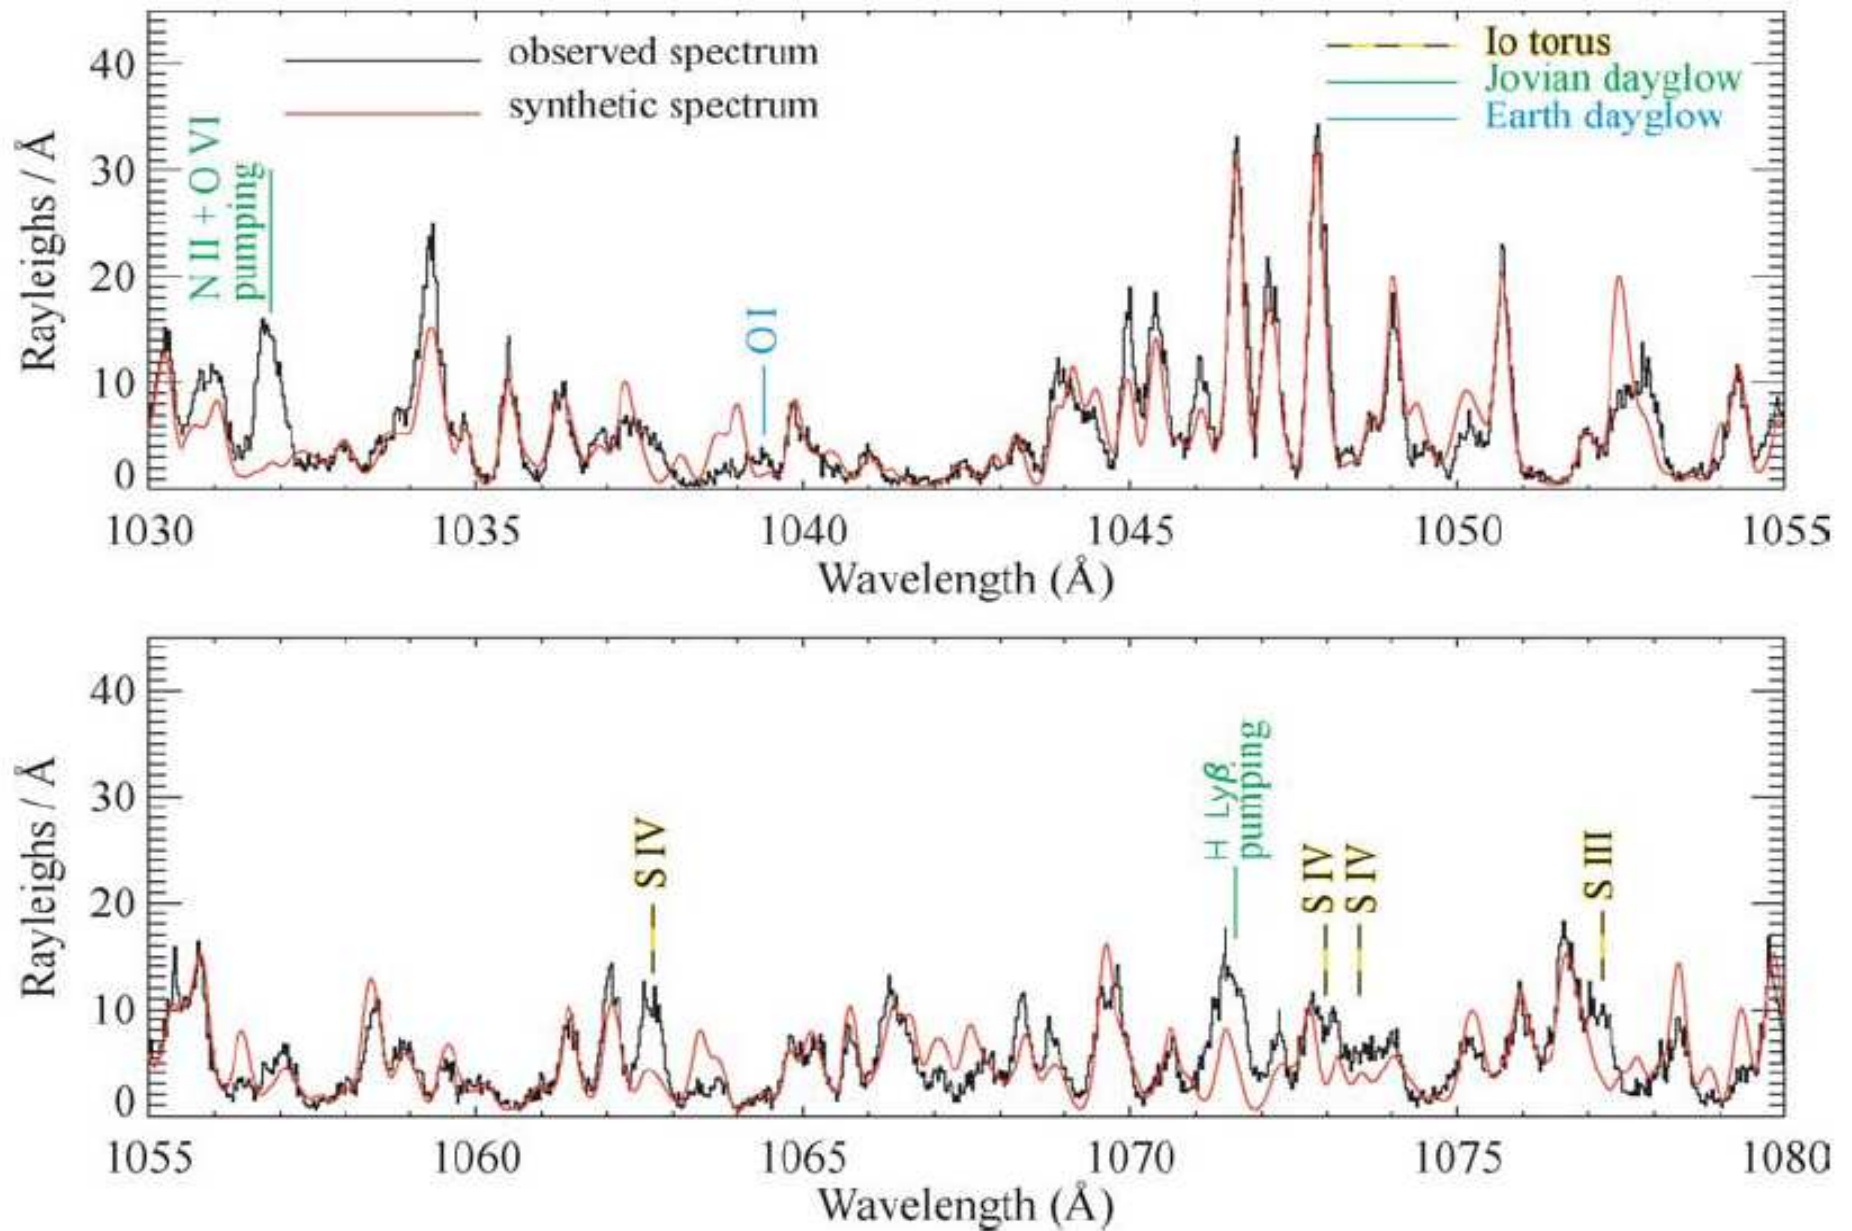 40
30
20
10
0
Rayleighs / Å
observed spectrum
synthetic spectrum
Io torus
Jovian dayglow
Earth dayglow
N II + O VI
pumping
O I
1030 1035 1040 1045 1050 1055
Wavelength (Å)
40
30
20
10
0
Rayleighs / Å
S IV
H Lyβ
pumping
S IV
S IV
S III
1055 1060 1065 1070 1075 1080
Wavelength (Å)